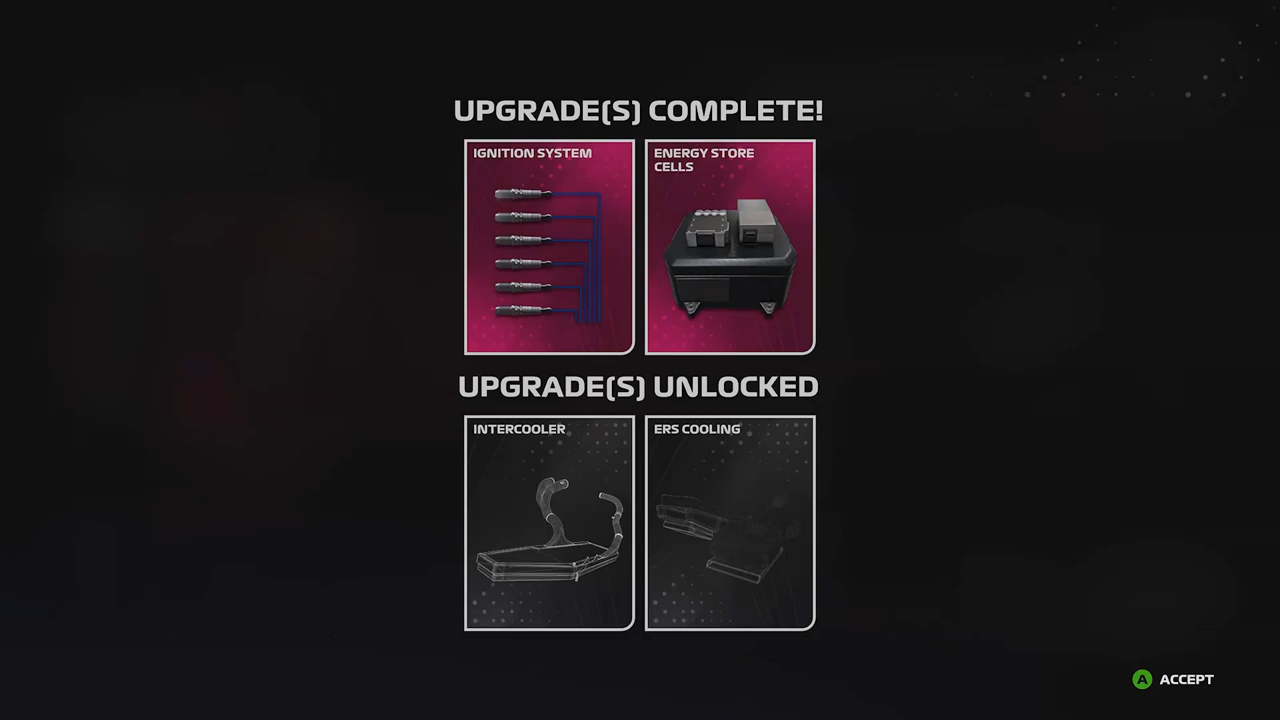 UPGRADE(S) COMPLETE!
IGNITION SYSTEM
ENERGY STORE
CELLS
UPGRADE(S) UNLOCKED
INTERCOOLER
ERS COOLING
A ACCEPT